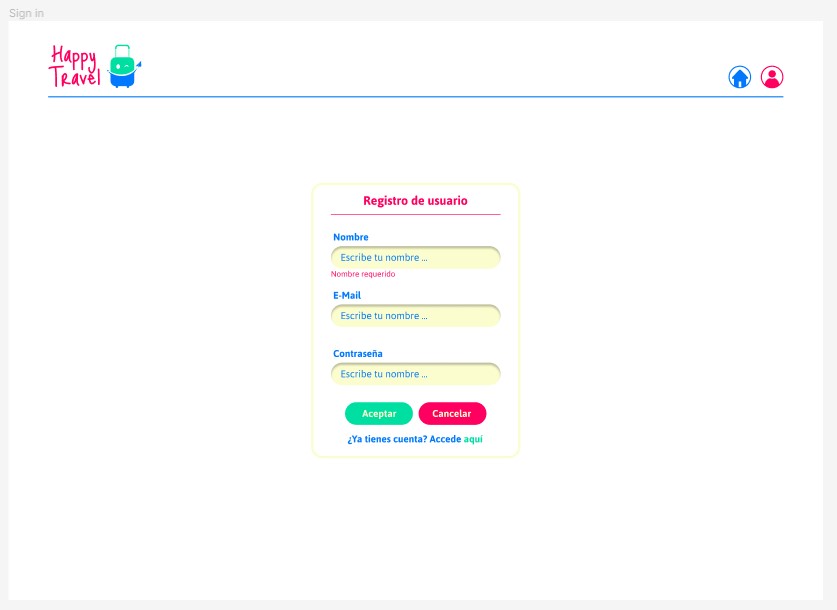 Sign in
Happy
Travel
Registro de usuario
Nombre
Escribe tu nombre ...
Nombre requerido
E-Mail
Escribe tu nombre ...
Contraseña
Escribe tu nombre ...
Aceptar Cancelar
¿Ya tienes cuenta? Accede aquí